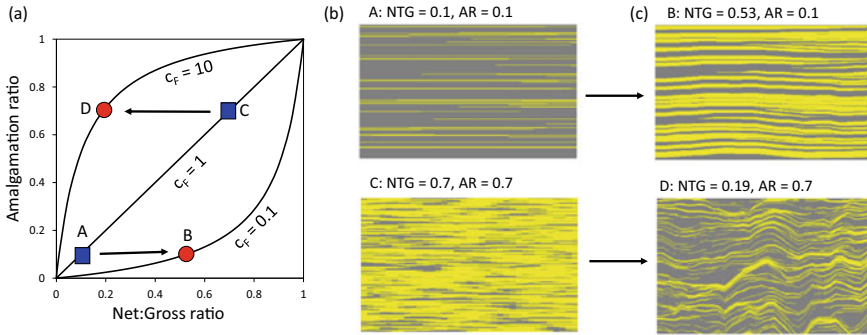 (a)
Amalgamation ratio
1
0.8
0.6
0.4
0.2
0
0
0.2
0.4
0.6
0.8
1
Net:Gross ratio
c_F = 10
c_F = 1
c_F = 0.1
D
C
A
B
(b)
A: NTG = 0.1, AR = 0.1
C: NTG = 0.7, AR = 0.7
(c)
B: NTG = 0.53, AR = 0.1
D: NTG = 0.19, AR = 0.7